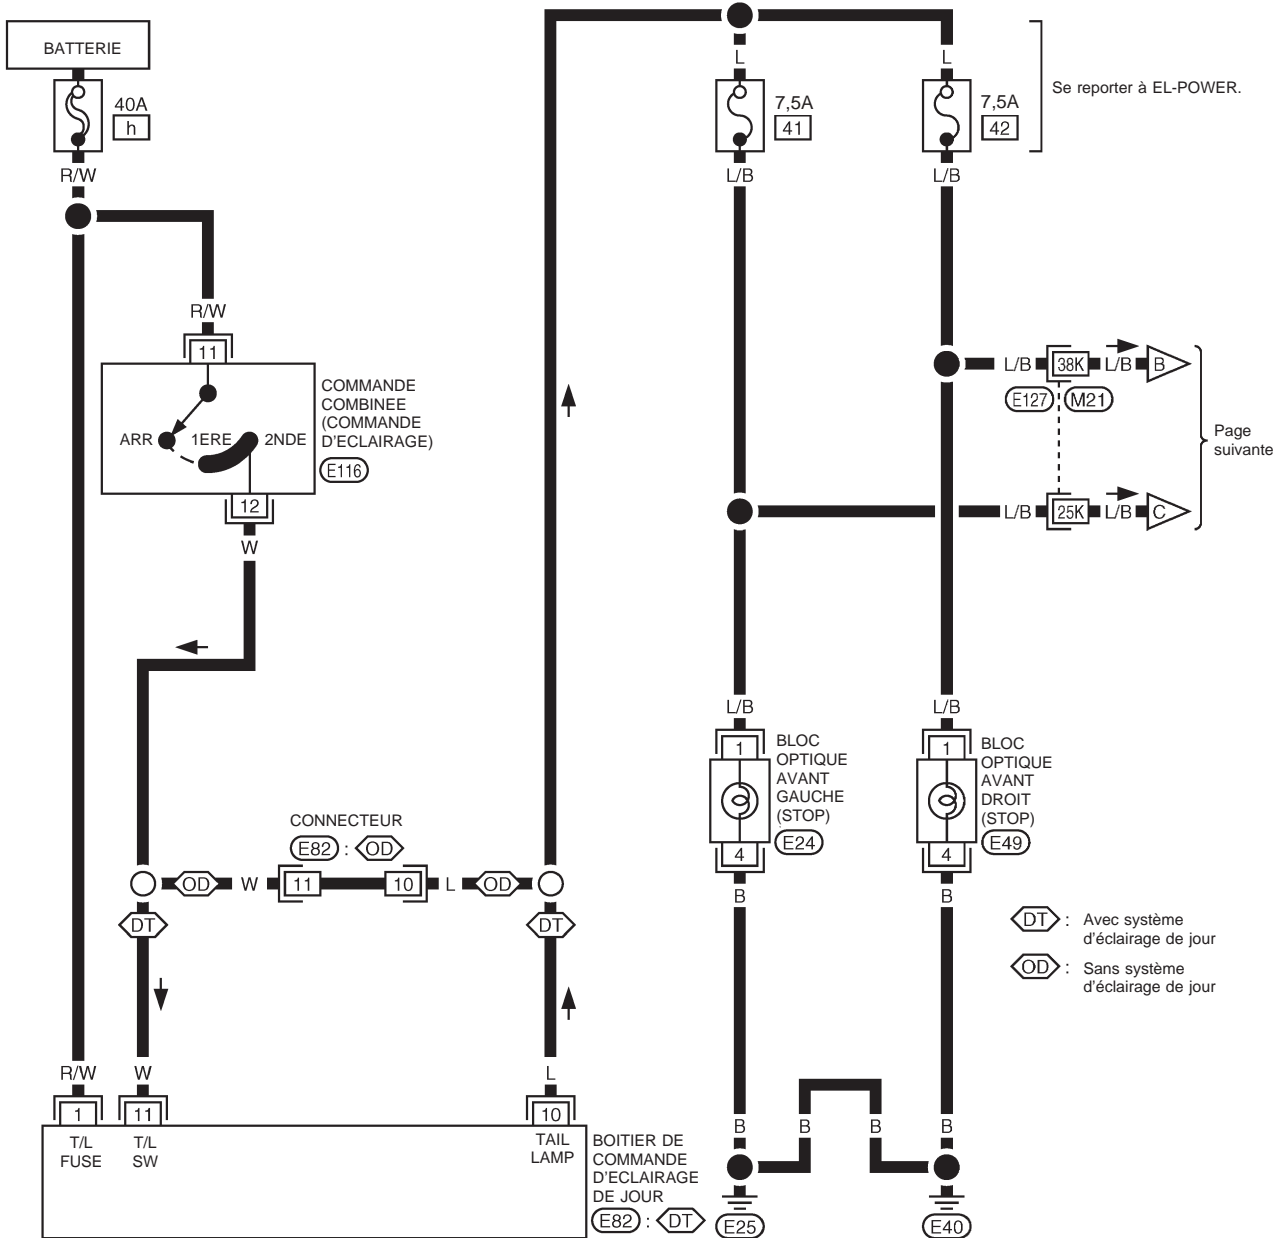 BATTERIE
40A
h
R/W
R/W
11
COMMANDE
COMBINEE
(COMMANDE
D'ECLAIRAGE)
E116
ARR
1ERE
2NDE
12
W
L
7,5A
41
L/B
L
7,5A
42
L/B
Se reporter à EL-POWER.
L/B
38K
L/B
B
E127
M21
L/B
25K
L/B
C
Page
suivante
L/B
1
BLOC
OPTIQUE
AVANT
GAUCHE
(STOP)
E24
4
B
L/B
1
BLOC
OPTIQUE
AVANT
DROIT
(STOP)
E49
4
B
CONNECTEUR
E82 : OD
OD
W
11
10
L
OD
DT
DT
DT : Avec système
d'éclairage de jour
OD : Sans système
d'éclairage de jour
R/W
W
L
1
11
10
T/L
FUSE
T/L
SW
TAIL
LAMP
BOITIER DE
COMMANDE
D'ECLAIRAGE
DE JOUR
E82 : DT
B
B
B
B
E25
E40